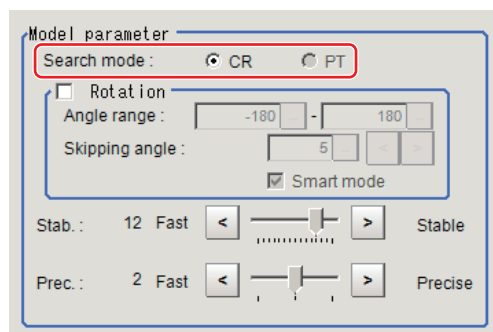 Model parameter
Search mode : CR PT
Rotation
Angle range : -180 ... - 180 ...
Skipping angle : 5 ... < >
Smart mode
Stab. : 12 Fast < > Stable
Prec. : 2 Fast < > Precise